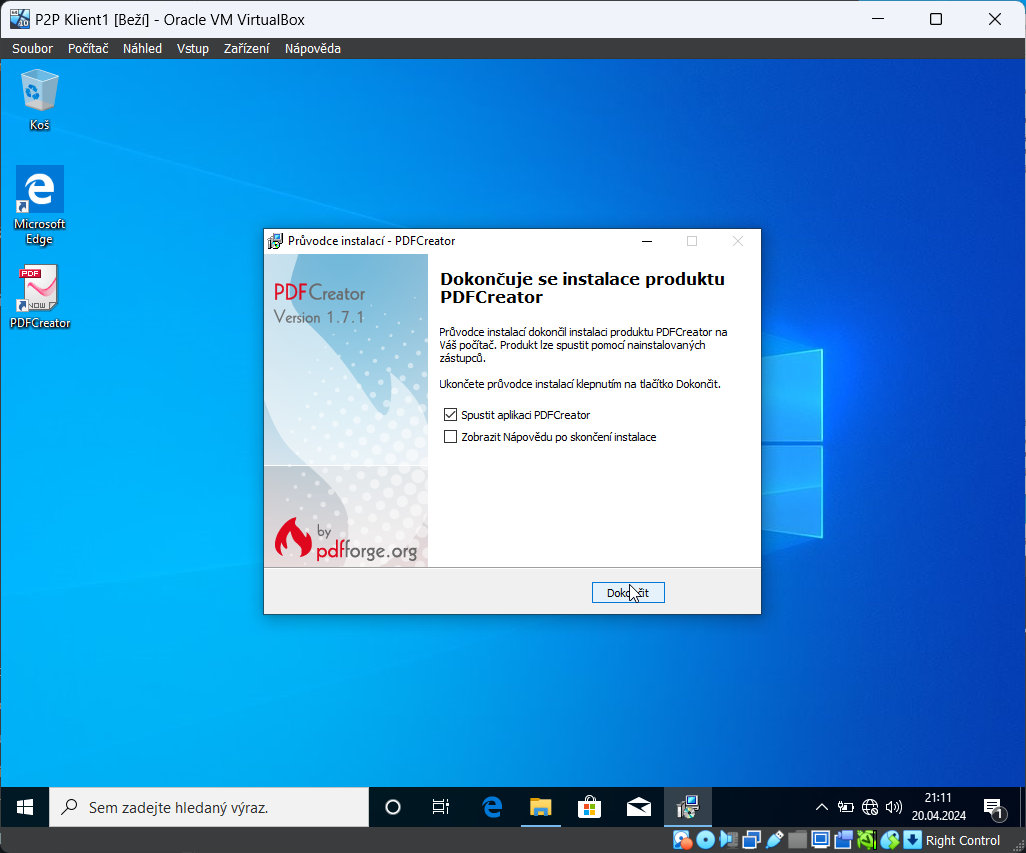 P2P Klient1 [Beží] - Oracle VM VirtualBox
Soubor Počítač Náhled Vstup Zařízení Nápověda
Koš
Microsoft
Edge
PDF
NOW
PDFCreator
Průvodce instalací - PDFCreator
PDFCreator
Version 1.7.1
by
pdfforge.org
Dokončuje se instalace produktu
PDFCreator
Průvodce instalací dokončil instalaci produktu PDFCreator na
Váš počítač. Produkt lze spustit pomocí nainstalovaných
zástupců.
Ukončete průvodce instalací klepnutím na tlačítko Dokončit.
Spustit aplikaci PDFCreator
Zobrazit Nápovědu po skončení instalace
Dokončit
Sem zadejte hledaný výraz.
21:11
20.04.2024
1
Right Control